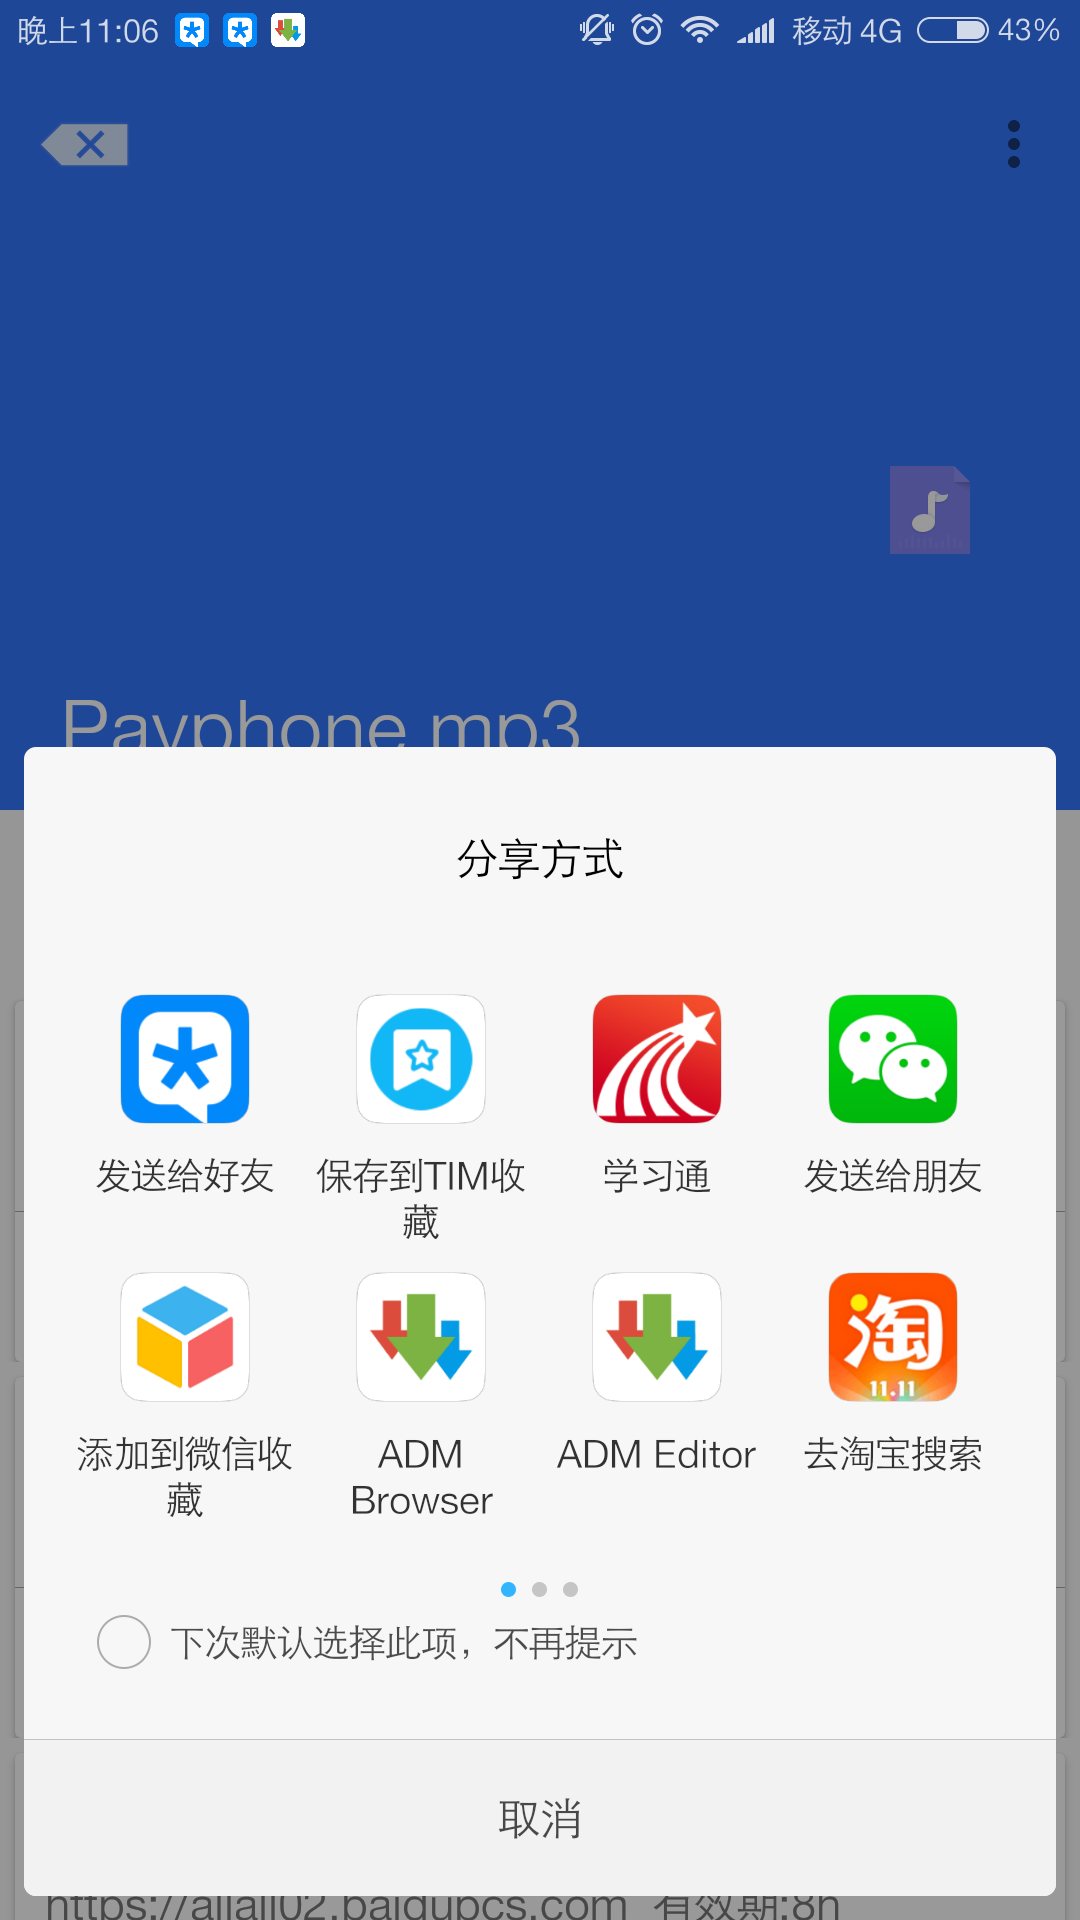 晚上11:06 移动 4G 43%
Payphone.mp3
分享方式
发送给好友 保存到TIM收藏 学习通 发送给朋友
添加到微信收藏 ADM Browser ADM Editor 去淘宝搜索
淘
11.11
下次默认选择此项，不再提示
取消
https://allall02.baidupcs.com 有效期:8h